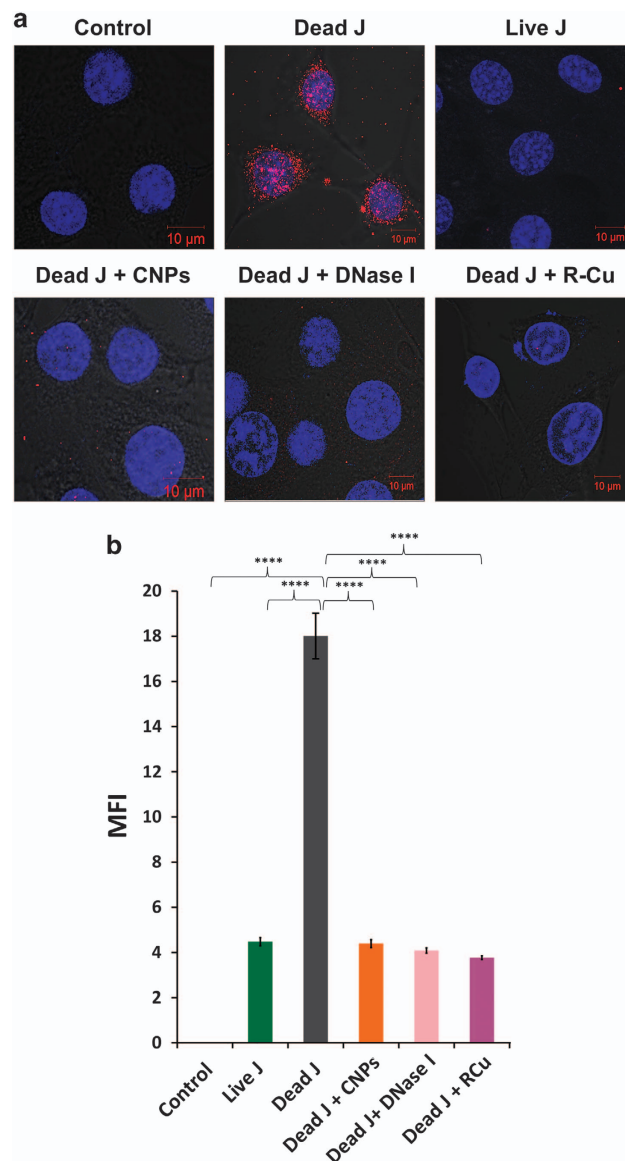 a
Control Dead J Live J
10 µm 10 µm 10 µm
Dead J + CNPs Dead J + DNase I Dead J + R-Cu
10 µm 10 µm 10 µm
b
****
**** ****
**** ****
20
18
16
14
12
10
8
6
4
2
0
MFI
Control
Live J
Dead J
Dead J + CNPs
Dead J+ DNase I
Dead J + RCu